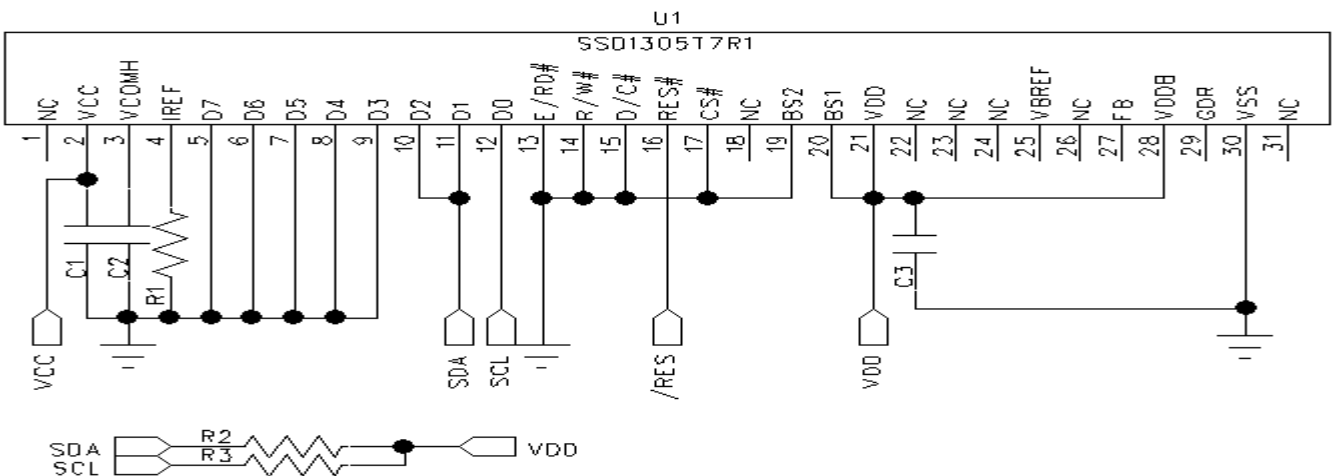 U1
SSD1305T7R1
NC
VCC
VCOMH
IREF
D7
D6
D5
D4
D3
D2
D1
D0
E/RD#
R/W#
D/C#
RES#
CS#
NC
BS2
BS1
VDD
NC
NC
NC
VBREF
NC
FB
VDDB
GDR
VSS
NC
1
2
3
4
5
6
7
8
9
10
11
12
13
14
15
16
17
18
19
20
21
22
23
24
25
26
27
28
29
30
31
C1
C2
R1
C3
VCC
SDA
SCL
/RES
VDD
SDA
R2
VDD
SCL
R3